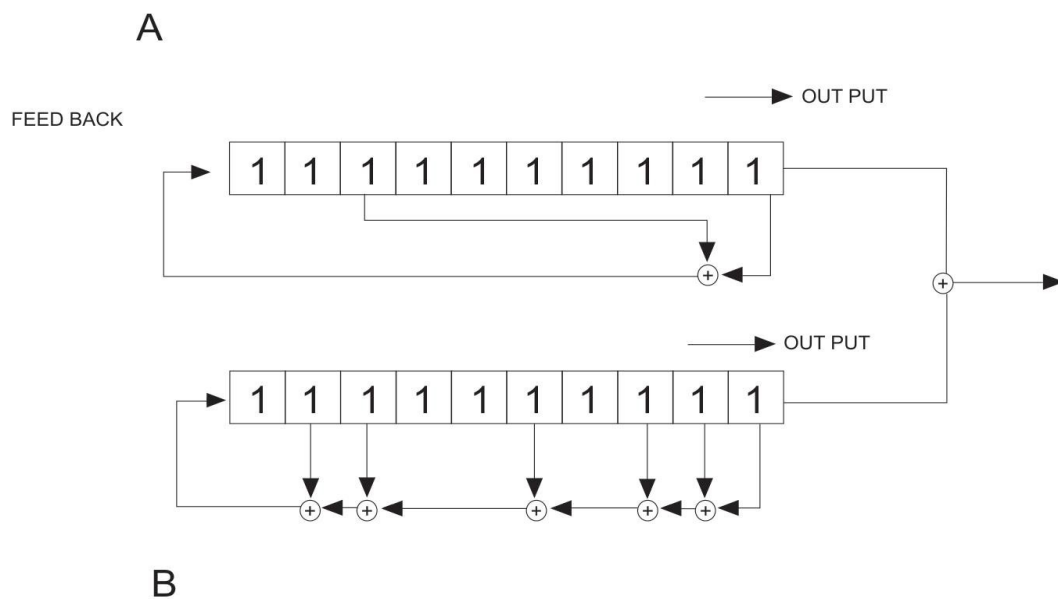 A
OUT PUT
FEED BACK
1 1 1 1 1 1 1 1 1 1
+
+
OUT PUT
1 1 1 1 1 1 1 1 1 1
+ + + + +
B